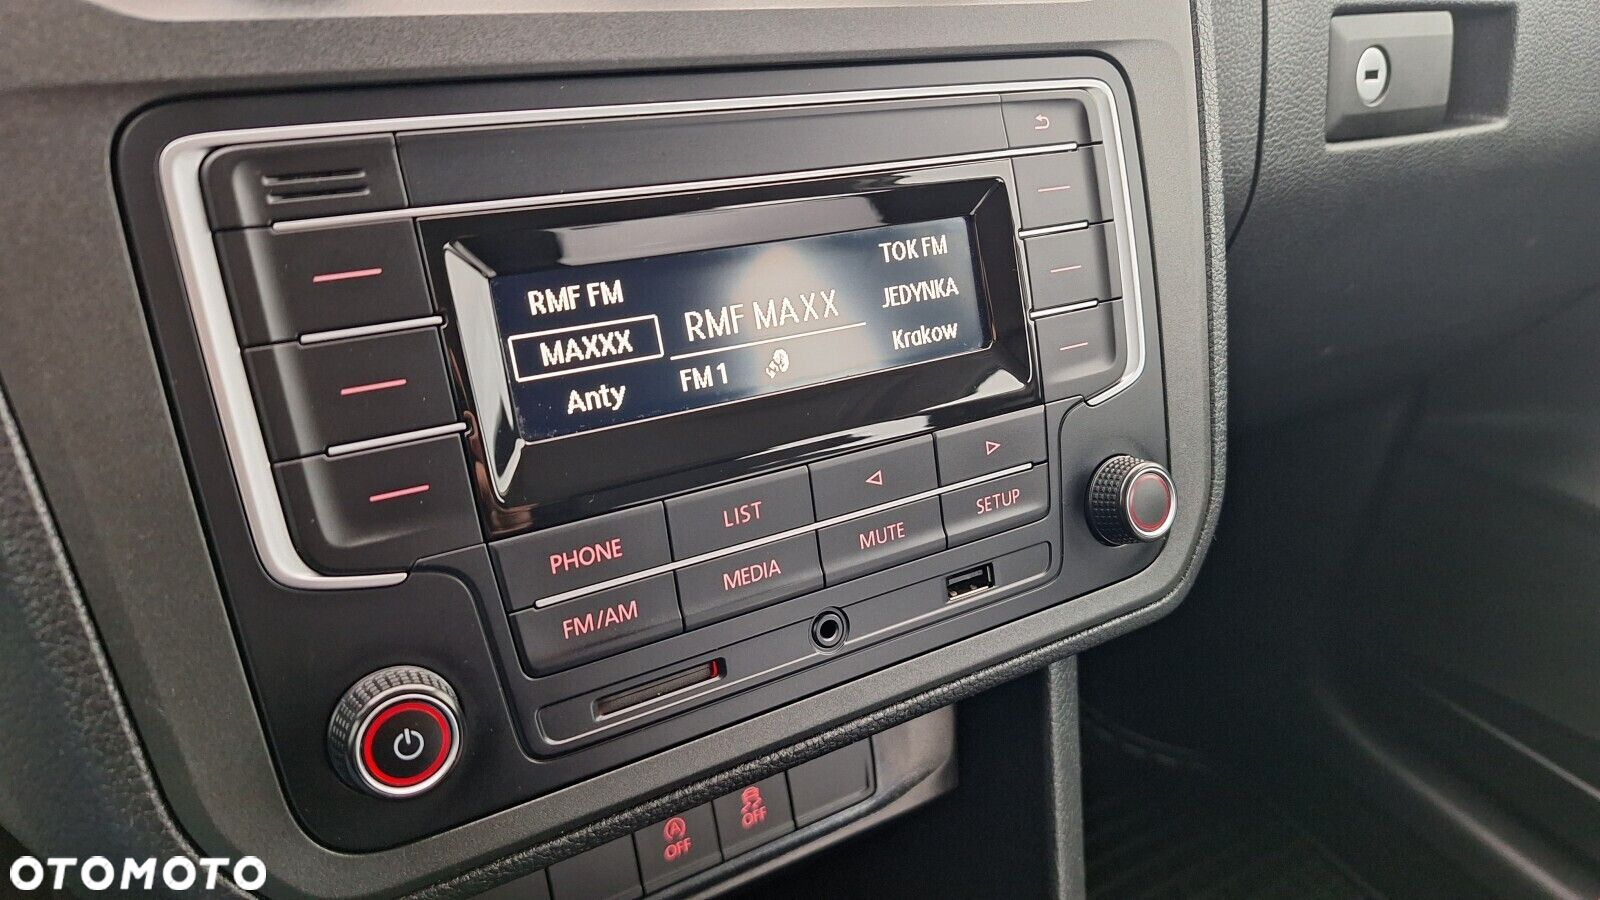 RMF FM
MAXXX
Anty
RMF MAXX
FM 1
TOK FM
JEDYNKA
Krakow
PHONE
LIST
SETUP
MUTE
MEDIA
FM/AM
A
OFF
OFF
OTOMOTO